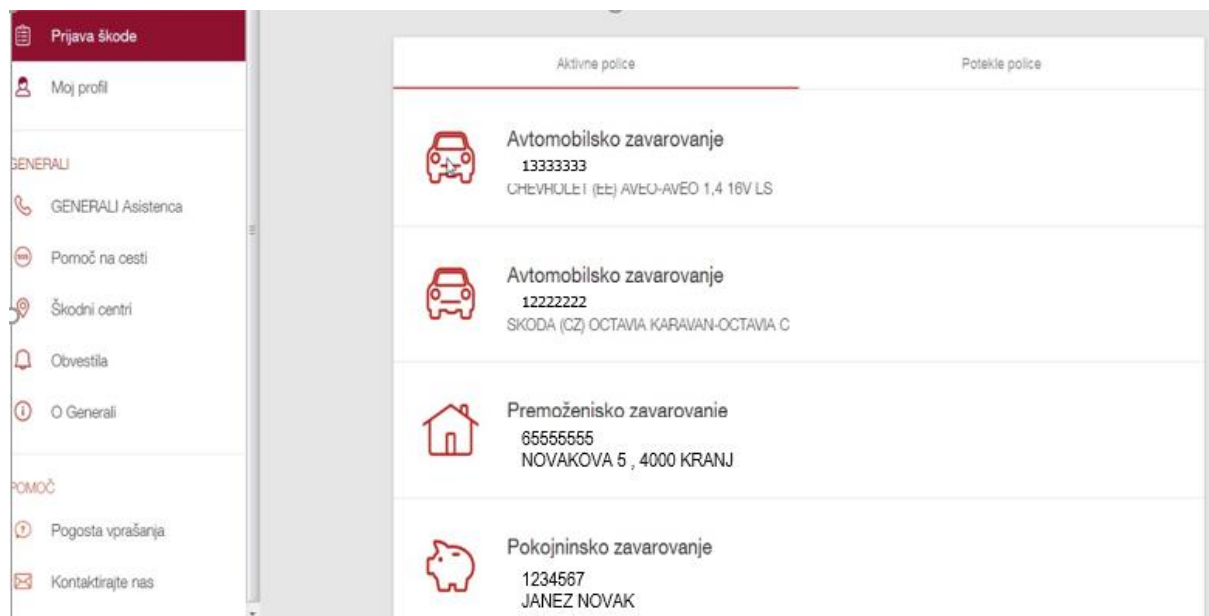 Prijava škode
Moj profil
GENERALI
GENERALI Asistenca
sos
Pomoč na cesti
Škodni centri
Obvestila
O Generali
POMOČ
Pogosta vprašanja
Kontaktirajte nas
Aktivne police
Potekle police
Avtomobilsko zavarovanje
13333333
CHEVROLET (EE) AVEO-AVEO 1,4 16V LS
Avtomobilsko zavarovanje
12222222
SKODA (CZ) OCTAVIA KARAVAN-OCTAVIA C
Premoženisko zavarovanie
65555555
NOVAKOVA 5 , 4000 KRANJ
Pokojninsko zavarovanje
1234567
JANEZ NOVAK